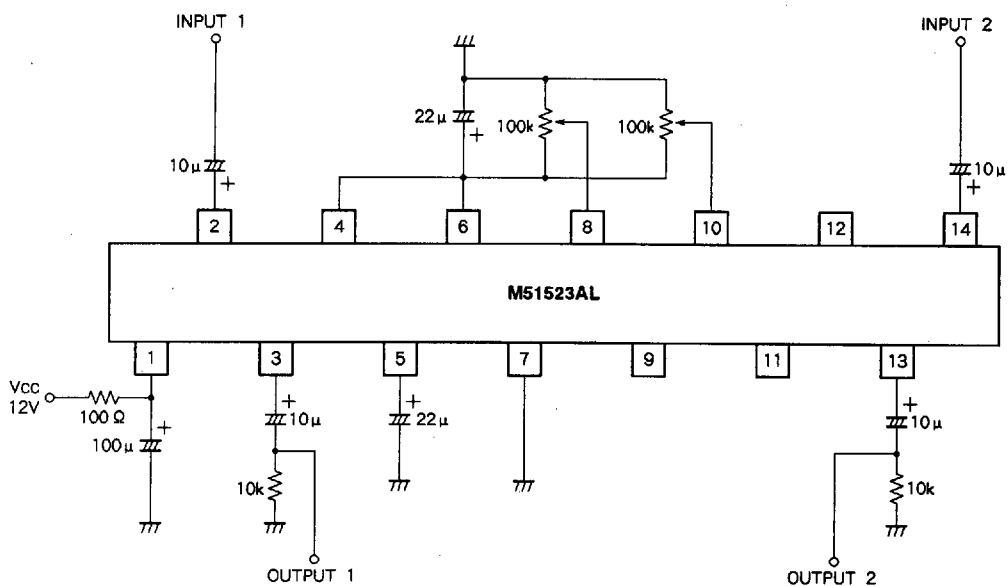 INPUT 1
INPUT 2
22μ
+
100k
100k
10μ
+
10μ
+
2
4
6
8
10
12
14
M51523AL
1
3
5
7
9
11
13
Vcc
12V
100Ω
+
100μ
+
10μ
+
22μ
+
10μ
10k
10k
OUTPUT 1
OUTPUT 2